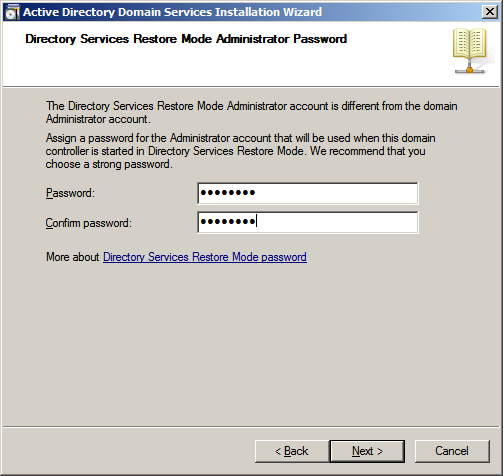 Active Directory Domain Services Installation Wizard
Directory Services Restore Mode Administrator Password
The Directory Services Restore Mode Administrator account is different from the domain
Administrator account.
Assign a password for the Administrator account that will be used when this domain
controller is started in Directory Services Restore Mode. We recommend that you
choose a strong password.
Password: ●●●●●●●●
Confirm password: ●●●●●●●●
More about Directory Services Restore Mode password
< Back Next > Cancel